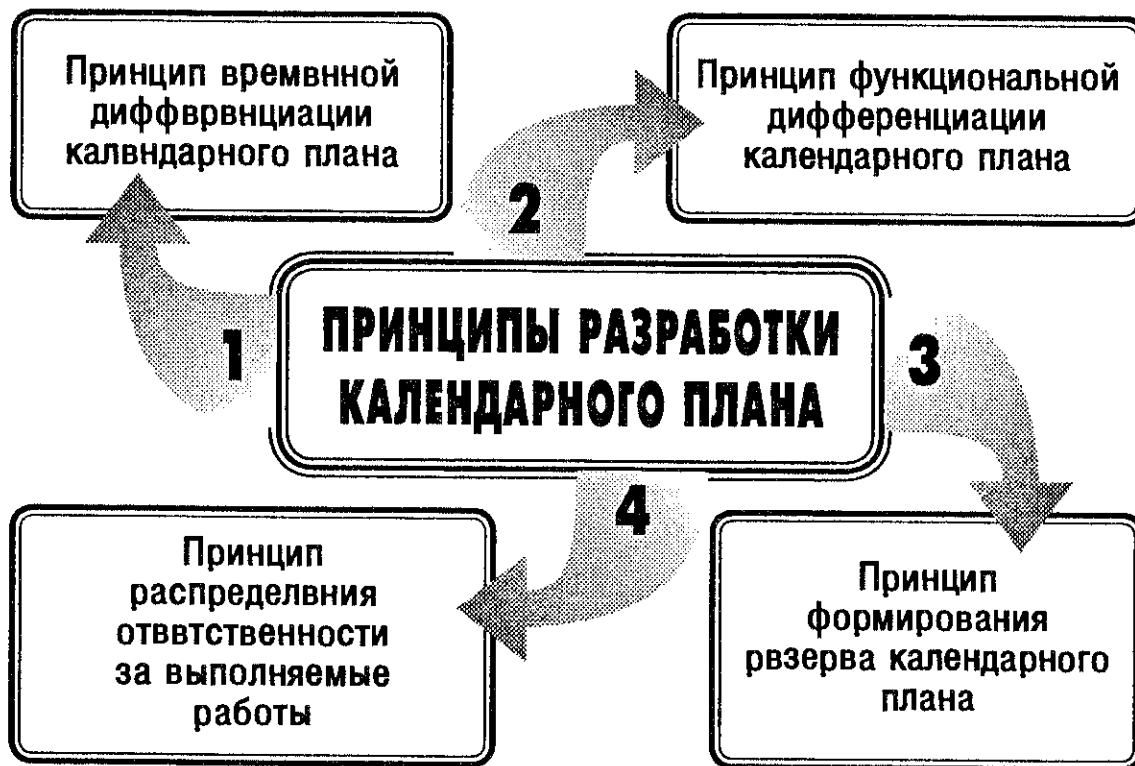 Принцип времвнной
диффврвнциации
калвндарного плана
Принцип функциональной
дифференциации
календарного плана
2
1
ПРИНЦИПЫ РАЗРАБОТКИ
КАЛЕНДАРНОГО ПЛАНА
3
4
Принцип
распределвния
отввтственности
за выполняемые
работы
Принцип
формирования
рвзерва календарного
плана